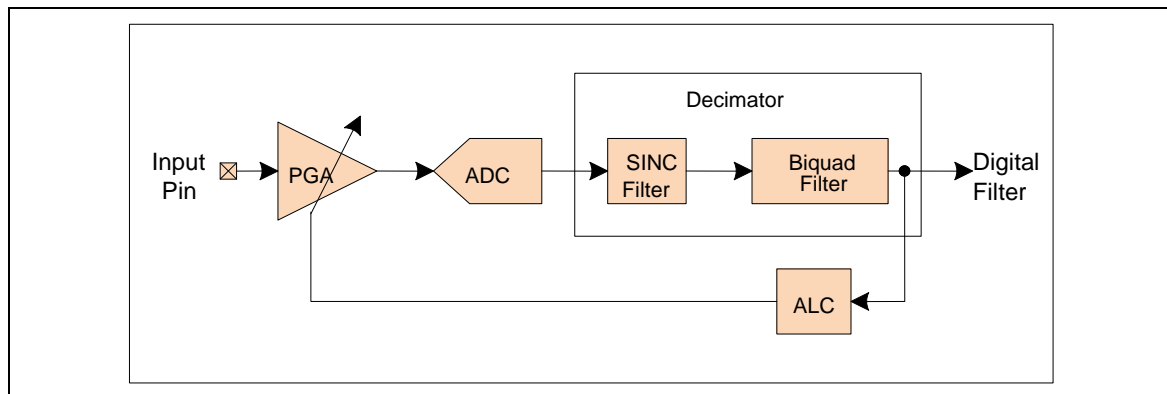 Decimator
Input
Pin
PGA
ADC
SINC
Filter
Biquad
Filter
Digital
Filter
ALC